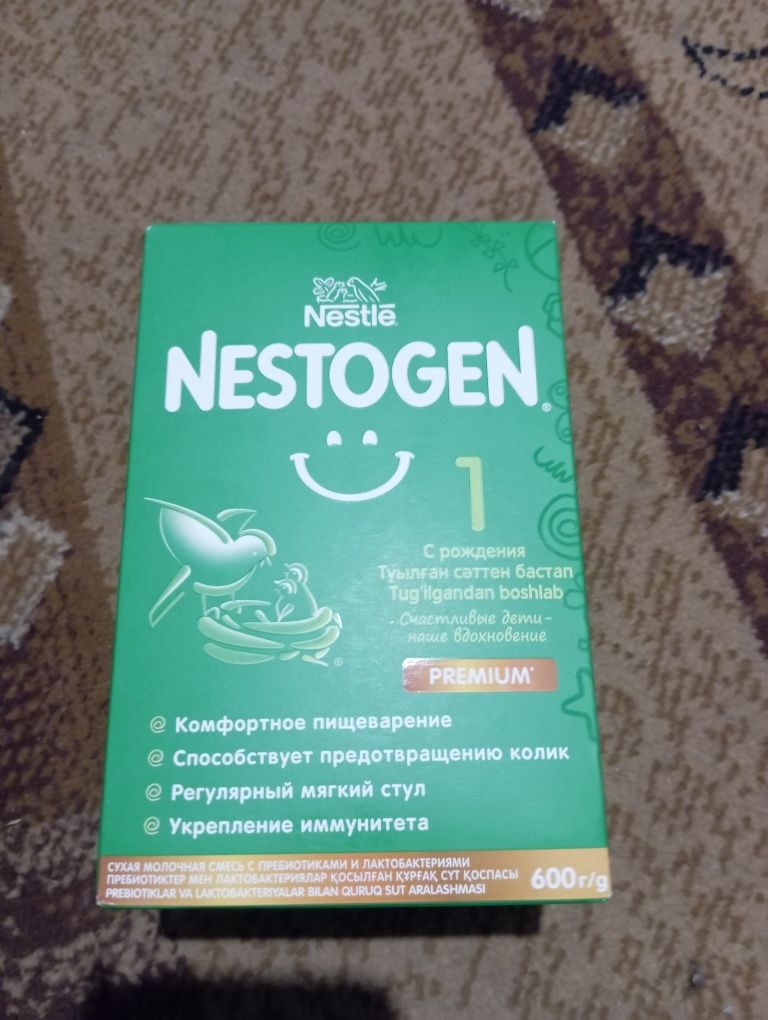 Nestlé
NESTOGEN®
1
С рождения
Туылған сәттен бастап
Tug'ilgandan boshlab
Счастливые дети –
наше вдохновение
PREMIUM*
®
Комфортное пищеварение
Способствует предотвращению колик
Регулярный мягкий стул
Укрепление иммунитета
СУХАЯ МОЛОЧНАЯ СМЕСЬ С ПРЕБИОТИКАМИ И ЛАКТОБАКТЕРИЯМИ
ПРЕБИОТИКТЕР МЕН ЛАКТОБАКТЕРИЯЛАР ҚОСЫЛҒАН ҚҰРҒАҚ СҮТ ҚОСПАСЫ
PREBIOTIKLAR VA LAKTOBAKTERIYALAR BILAN QURUQ SUT ARALASHMASI
600 г/g